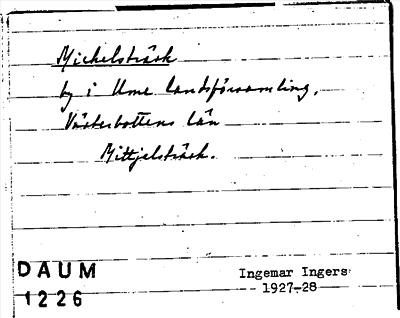 Mickelsträsk
by i Ume landsförsamling,
Västerbottens län
Mittjelsträsk.
DAUM
1226
Ingemar Ingers
1927-28